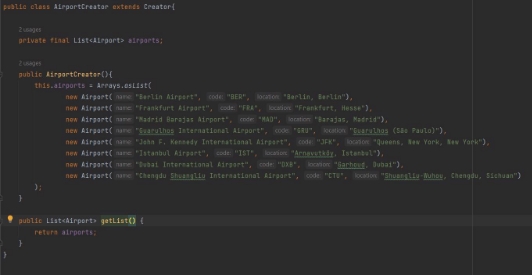 public class AirportCreator extends Creator{
2 usages
private final List<Airport> airports;
2 usages
public AirportCreator(){
this.airports = Arrays.asList(
new Airport( name: "Berlin Airport", code: "BER", location: "Berlin, Berlin"),
new Airport( name: "Frankfurt Airport", code: "FRA", location: "Frankfurt, Hesse"),
new Airport( name: "Madrid Barajas Airport", code: "MAD", location: "Barajas, Madrid"),
new Airport( name: "Guarulhos International Airport", code: "GRU", location: "Guarulhos (São Paulo)"),
new Airport( name: "John F. Kennedy International Airport", code: "JFK", location: "Queens, New York, New York"),
new Airport( name: "Istanbul Airport", code: "IST", location: "Arnavutköy, Istanbul"),
new Airport( name: "Dubai International Airport", code: "DXB", location: "Garhoud, Dubai"),
new Airport( name: "Chengdu Shuangliu International Airport", code: "CTU", location: "Shuangliu-Wuhou, Chengdu, Sichuan")
);
}
public List<Airport> getList() {
return airports;
}
}